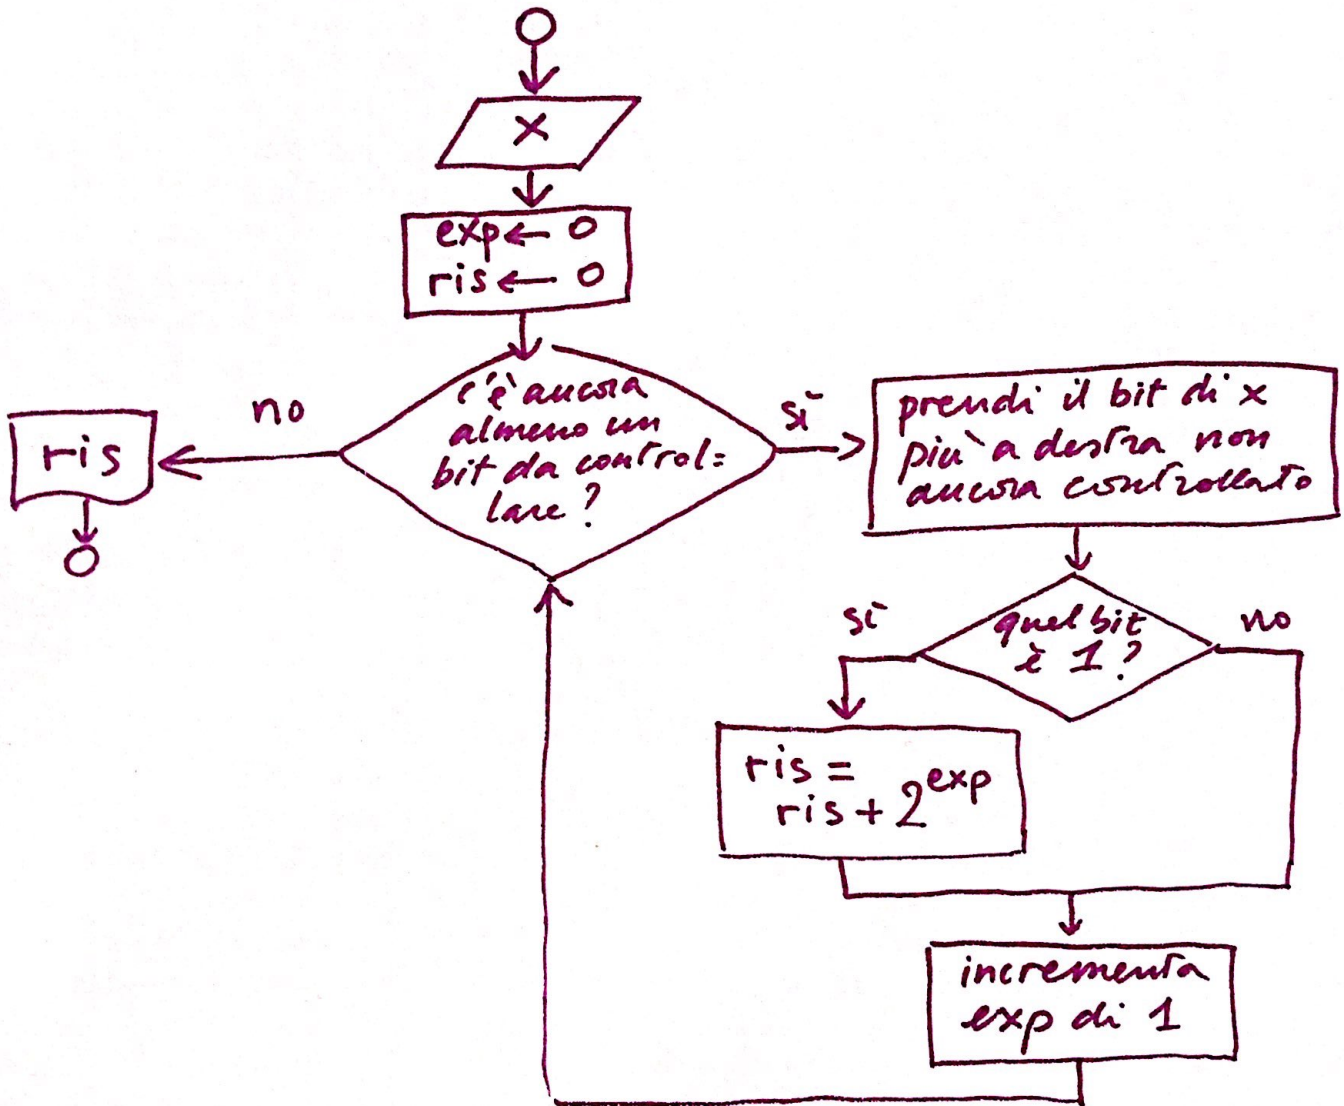 x
exp ← 0
ris ← 0
c'è ancora
almeno un
bit da control=
lare?
no
ris
sì
prendi il bit di x
più a destra non
ancora controllato
quel bit
è 1?
sì
no
ris =
ris + 2^exp
incrementa
exp di 1